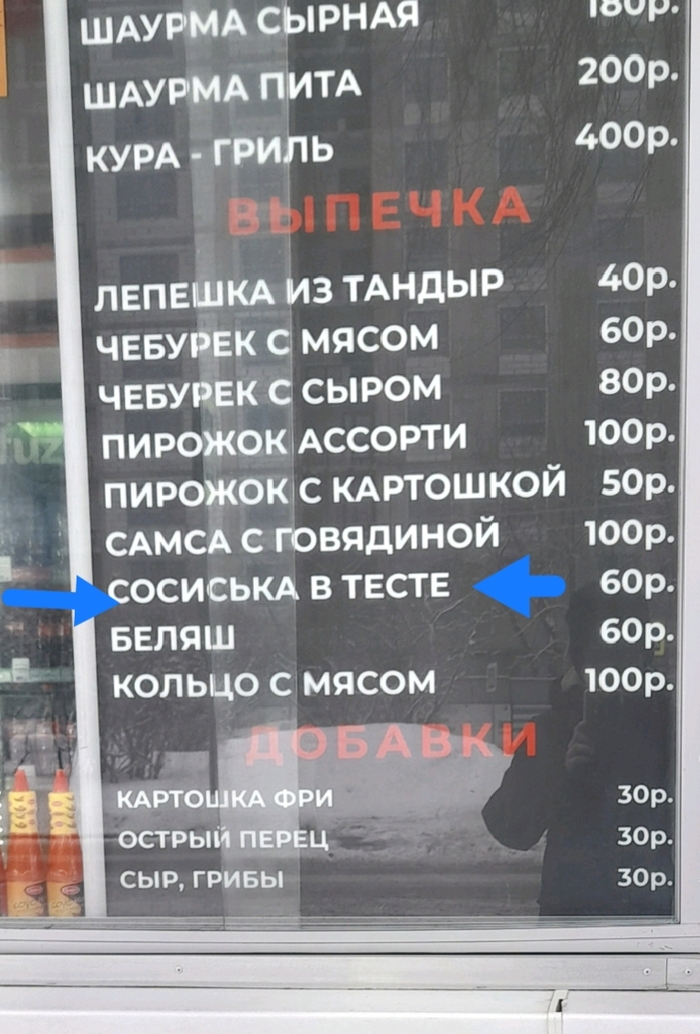 ШАУРМА СЫРНАЯ 180р.
ШАУРМА ПИТА 200р.
КУРА - ГРИЛЬ 400р.
ВЫПЕЧКА
ЛЕПЕШКА ИЗ ТАНДЫР 40р.
ЧЕБУРЕК С МЯСОМ 60р.
ЧЕБУРЕК С СЫРОМ 80р.
ПИРОЖОК АССОРТИ 100р.
ПИРОЖОК С КАРТОШКОЙ 50р.
САМСА С ГОВЯДИНОЙ 100р.
СОСИСЬКА В ТЕСТЕ 60р.
БЕЛЯШ 60р.
КОЛЬЦО С МЯСОМ 100р.
ДОБАВКИ
КАРТОШКА ФРИ 30р.
ОСТРЫЙ ПЕРЕЦ 30р.
СЫР, ГРИБЫ 30р.